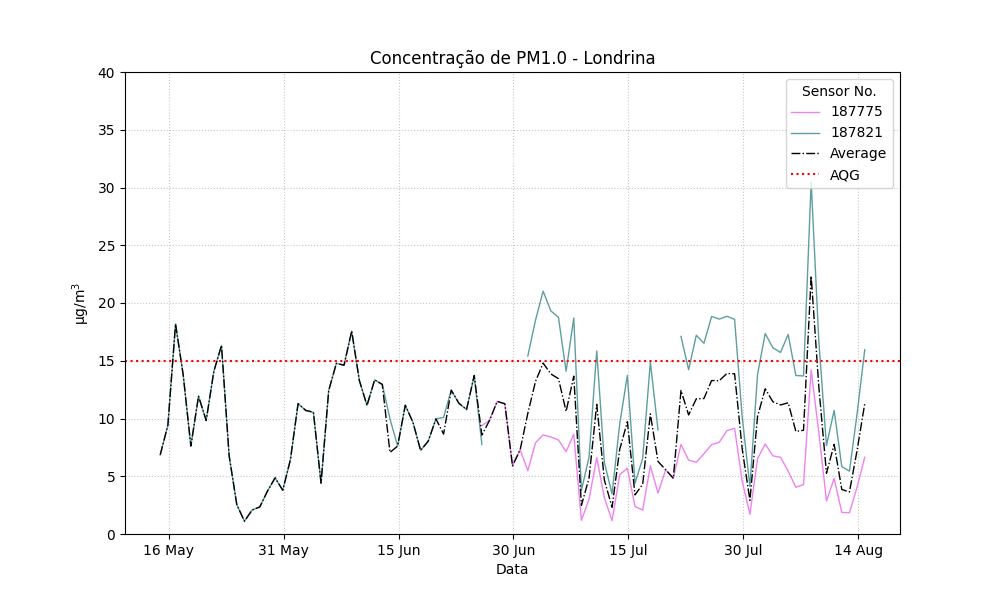 Concentração de PM1.0 - Londrina
Sensor No.
187775
187821
Average
AQG
40
35
30
25
20
15
10
5
0
µg/m³
16 May
31 May
15 Jun
30 Jun
15 Jul
30 Jul
14 Aug
Data